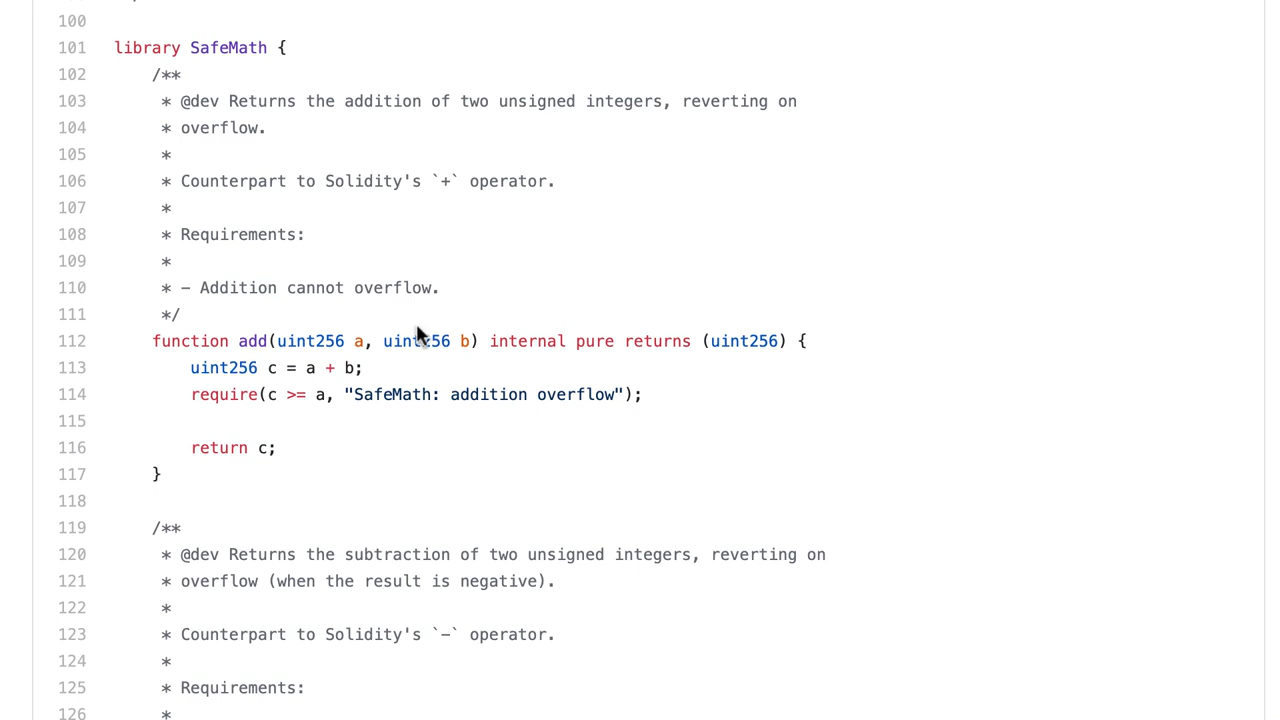 100
101 library SafeMath {
102 /**
103 * @dev Returns the addition of two unsigned integers, reverting on
104 * overflow.
105 *
106 * Counterpart to Solidity's `+` operator.
107 *
108 * Requirements:
109 *
110 * - Addition cannot overflow.
111 */
112 function add(uint256 a, uint256 b) internal pure returns (uint256) {
113 uint256 c = a + b;
114 require(c >= a, "SafeMath: addition overflow");
115
116 return c;
117 }
118
119 /**
120 * @dev Returns the subtraction of two unsigned integers, reverting on
121 * overflow (when the result is negative).
122 *
123 * Counterpart to Solidity's `-` operator.
124 *
125 * Requirements:
126 *